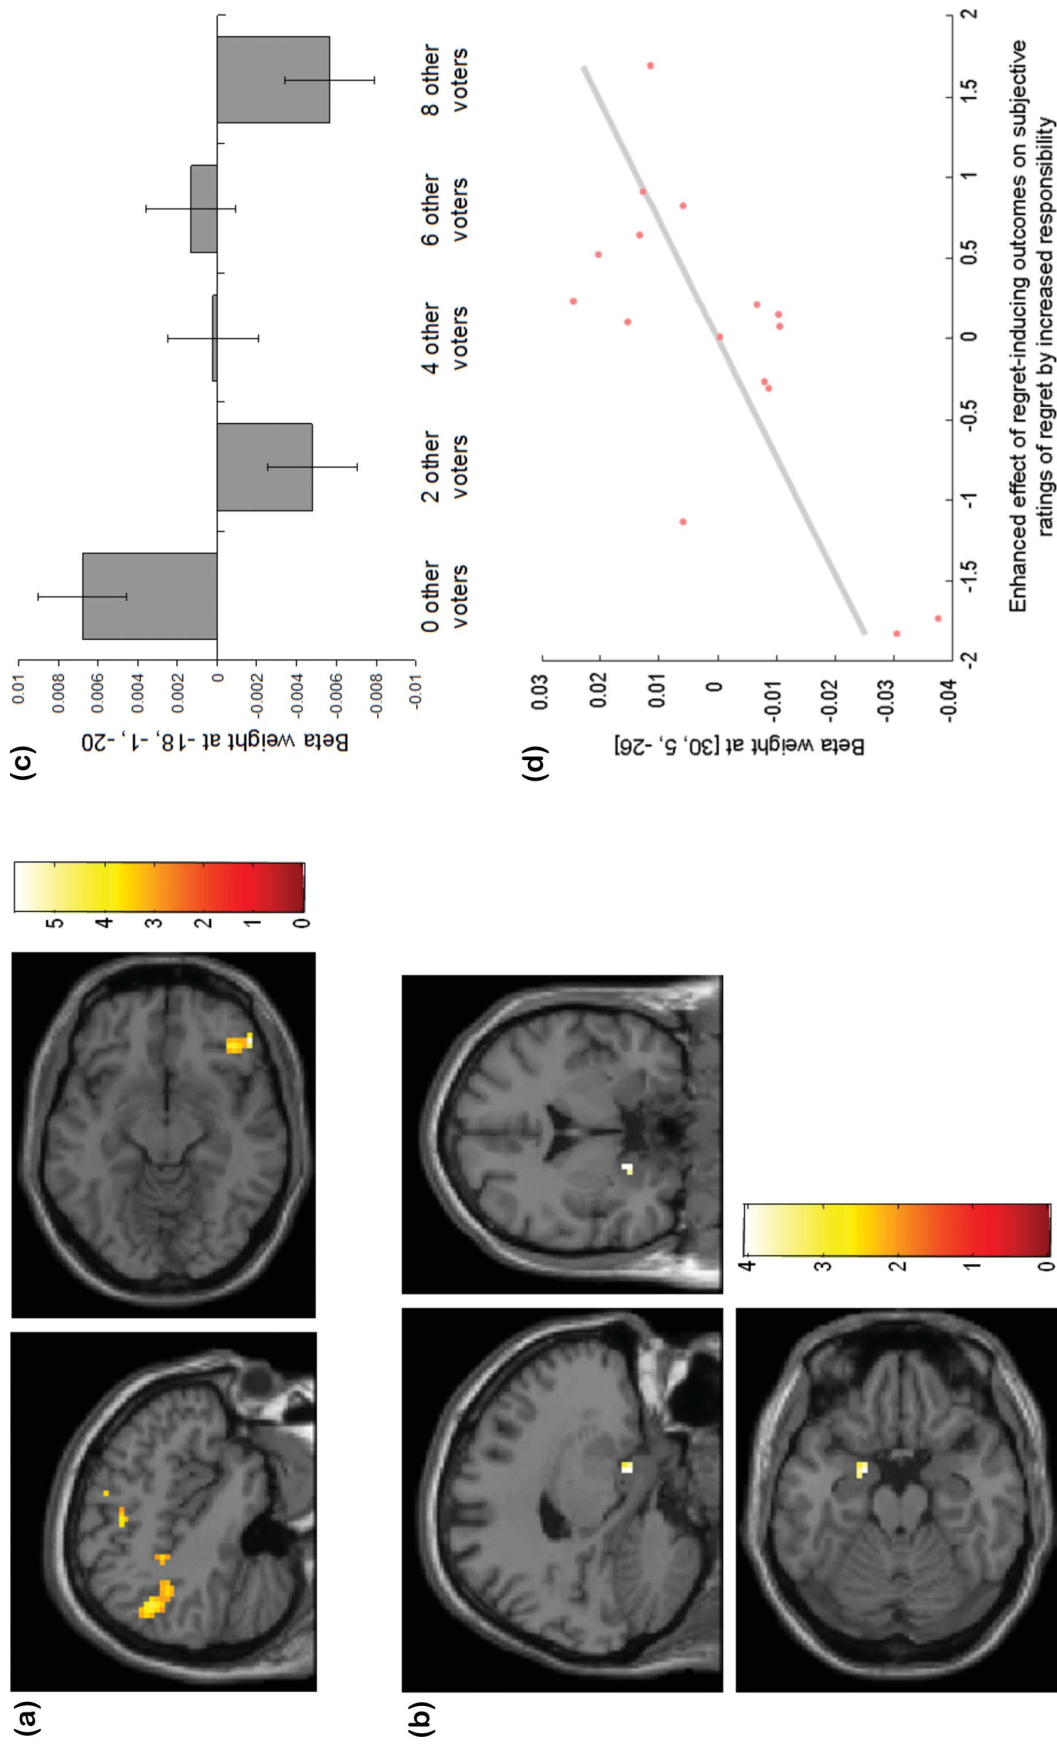 (a)
5
4
3
2
1
0
(b)
4
3
2
1
0
(c)
Beta weight at -18, -1, -20
0.01
0.008
0.006
0.004
0.002
0
-0.002
-0.004
-0.006
-0.008
-0.01
0 other
voters
2 other
voters
4 other
voters
6 other
voters
8 other
voters
(d)
Beta weight at [30, 5, -26]
0.03
0.02
0.01
0
-0.01
-0.02
-0.03
-0.04
-2
-1.5
-1
-0.5
0
0.5
1
1.5
2
Enhanced effect of regret-inducing outcomes on subjective
ratings of regret by increased responsibility